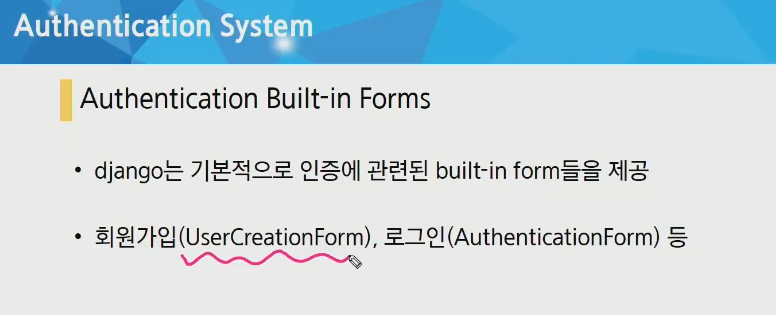 Authentication System
Authentication Built-in Forms
• django는 기본적으로 인증에 관련된 built-in form들을 제공
• 회원가입(UserCreationForm), 로그인(AuthenticationForm) 등